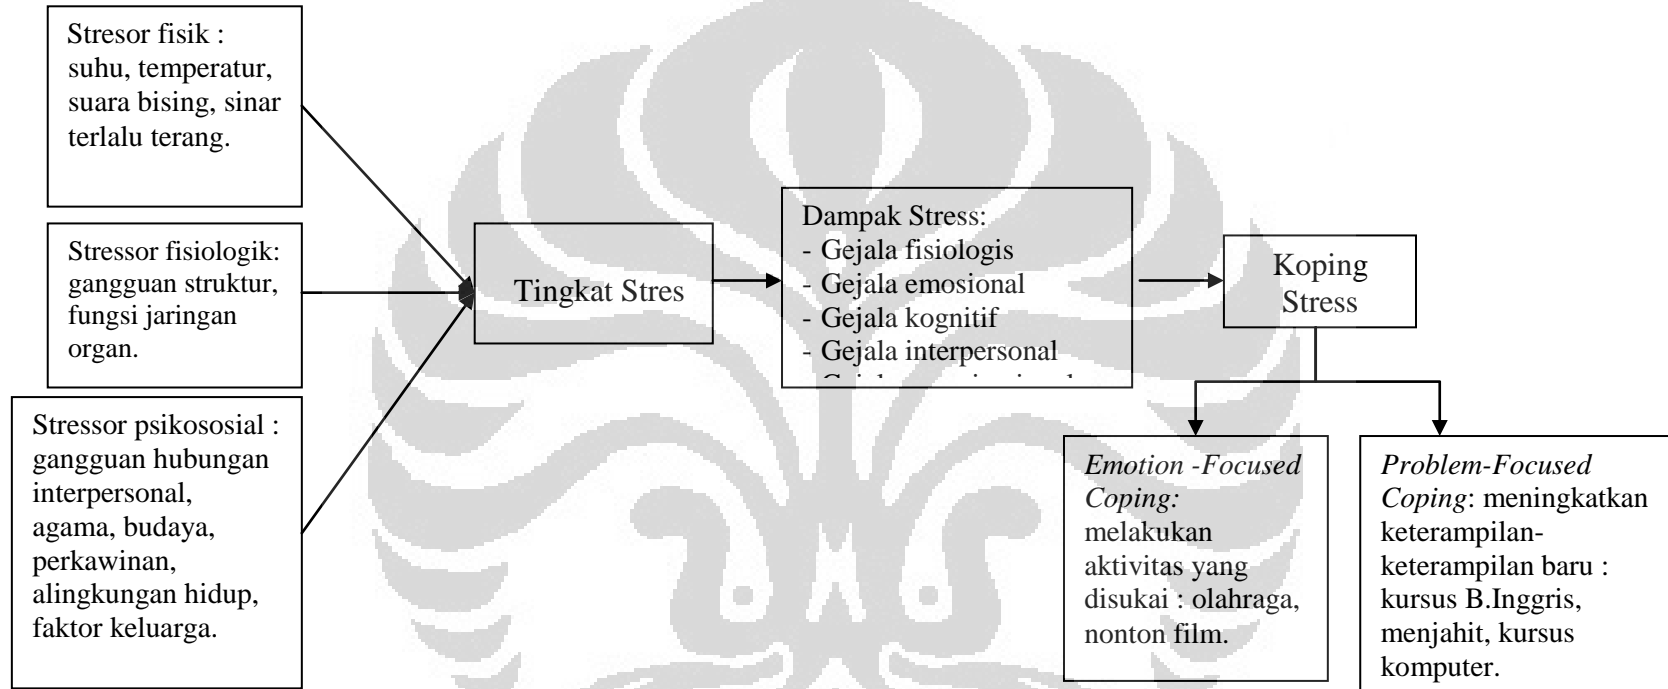 Stresor fisik :
suhu, temperatur,
suara bising, sinar
terlalu terang.
Stressor fisiologik:
gangguan struktur,
fungsi jaringan
organ.
Stressor psikososial :
gangguan hubungan
interpersonal,
agama, budaya,
perkawinan,
alingkungan hidup,
faktor keluarga.
Tingkat Stres
Dampak Stress:
- Gejala fisiologis
- Gejala emosional
- Gejala kognitif
- Gejala interpersonal
Koping
Stress
Emotion -Focused
Coping:
melakukan
aktivitas yang
disukai : olahraga,
nonton film.
Problem-Focused
Coping: meningkatkan
keterampilan-
keterampilan baru :
kursus B.Inggris,
menjahit, kursus
komputer.